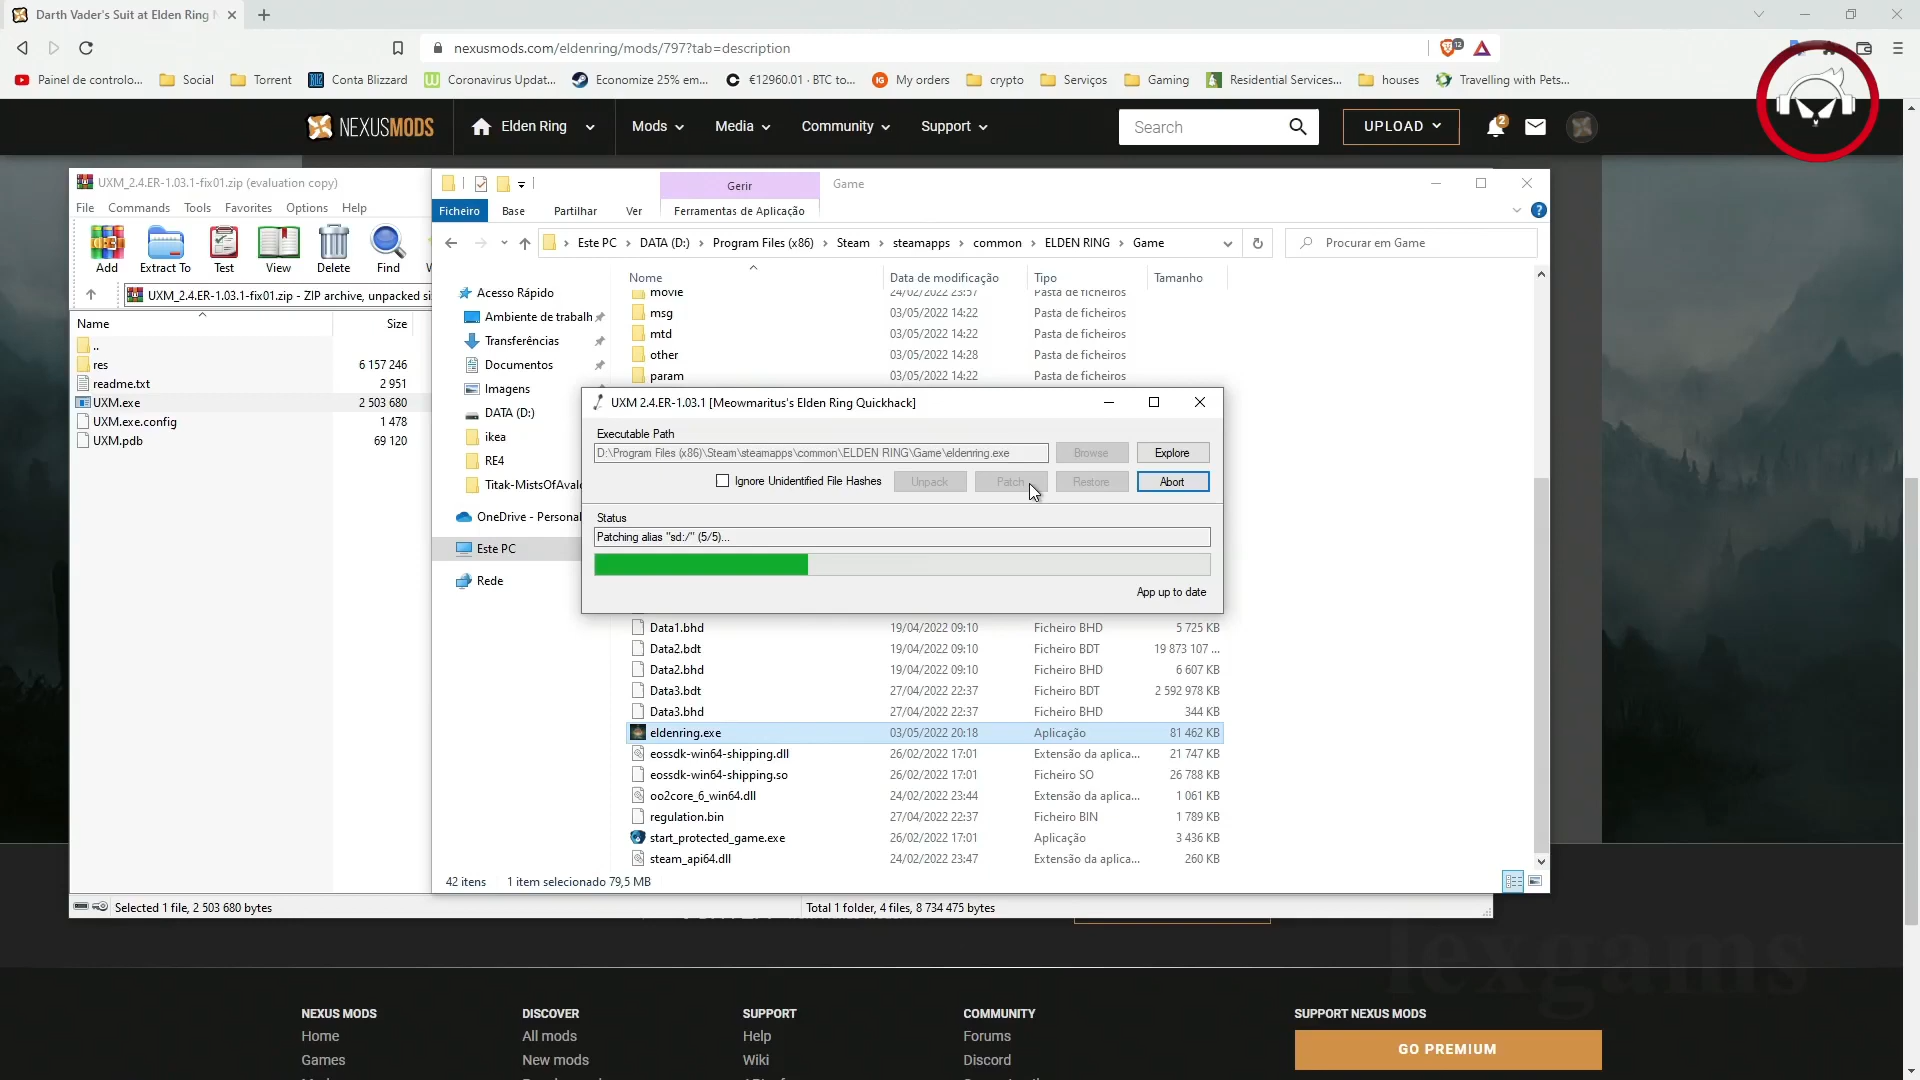 Darth Vader's Suit at Elden Ring
nexusmods.com/eldenring/mods/797?tab=description
12
Painel de controlo...
Social
Torrent
Conta Blizzard
Coronavirus Updat...
Economize 25% em...
€12960.01 · BTC to...
My orders
crypto
Serviços
Gaming
Residential Services...
houses
Travelling with Pets...
NEXUSMODS
Elden Ring
Mods
Media
Community
Support
Search
UPLOAD
2
UXM_2.4.ER-1.03.1-fix01.zip (evaluation copy)
File
Commands
Tools
Favorites
Options
Help
Add
Extract To
Test
View
Delete
Find
UXM_2.4.ER-1.03.1-fix01.zip - ZIP archive, unpacked si
Name
Size
..
res
6 157 246
readme.txt
2 951
UXM.exe
2 503 680
UXM.exe.config
1 478
UXM.pdb
69 120
Selected 1 file, 2 503 680 bytes
Total 1 folder, 4 files, 8 734 475 bytes
Gerir
Game
Ficheiro
Base
Partilhar
Ver
Ferramentas de Aplicação
Este PC
DATA (D:)
Program Files (x86)
Steam
steamapps
common
ELDEN RING
Game
Procurar em Game
Acesso Rápido
Ambiente de trabalh
Transferências
Documentos
Imagens
DATA (D:)
ikea
RE4
Titak-MistsOfAvalo
OneDrive - Personal
Este PC
Rede
Nome
Data de modificação
Tipo
Tamanho
movie
24/02/2022 23:57
Pasta de ficheiros
msg
03/05/2022 14:22
Pasta de ficheiros
mtd
03/05/2022 14:22
Pasta de ficheiros
other
03/05/2022 14:28
Pasta de ficheiros
param
03/05/2022 14:22
Pasta de ficheiros
UXM 2.4.ER-1.03.1 [Meowmaritus's Elden Ring Quickhack]
Executable Path
D:\Program Files (x86)\Steam\steamapps\common\ELDEN RING\Game\eldenring.exe
Browse
Explore
Ignore Unidentified File Hashes
Unpack
Patch
Restore
Abort
Status
Patching alias "sd:/" (5/5)...
App up to date
Data1.bhd
19/04/2022 09:10
Ficheiro BHD
5 725 KB
Data2.bdt
19/04/2022 09:10
Ficheiro BDT
19 873 107 ...
Data2.bhd
19/04/2022 09:10
Ficheiro BHD
6 607 KB
Data3.bdt
27/04/2022 22:37
Ficheiro BDT
2 592 978 KB
Data3.bhd
27/04/2022 22:37
Ficheiro BHD
344 KB
eldenring.exe
03/05/2022 20:18
Aplicação
81 462 KB
eossdk-win64-shipping.dll
26/02/2022 17:01
Extensão da aplica...
21 747 KB
eossdk-win64-shipping.so
26/02/2022 17:01
Ficheiro SO
26 788 KB
oo2core_6_win64.dll
24/02/2022 23:44
Extensão da aplica...
1 061 KB
regulation.bin
27/04/2022 22:37
Ficheiro BIN
1 789 KB
start_protected_game.exe
26/02/2022 17:01
Aplicação
3 436 KB
steam_api64.dll
24/02/2022 23:47
Extensão da aplica...
260 KB
42 itens
1 item selecionado 79,5 MB
lexgams
NEXUS MODS
Home
Games
DISCOVER
All mods
New mods
SUPPORT
Help
Wiki
COMMUNITY
Forums
Discord
SUPPORT NEXUS MODS
GO PREMIUM